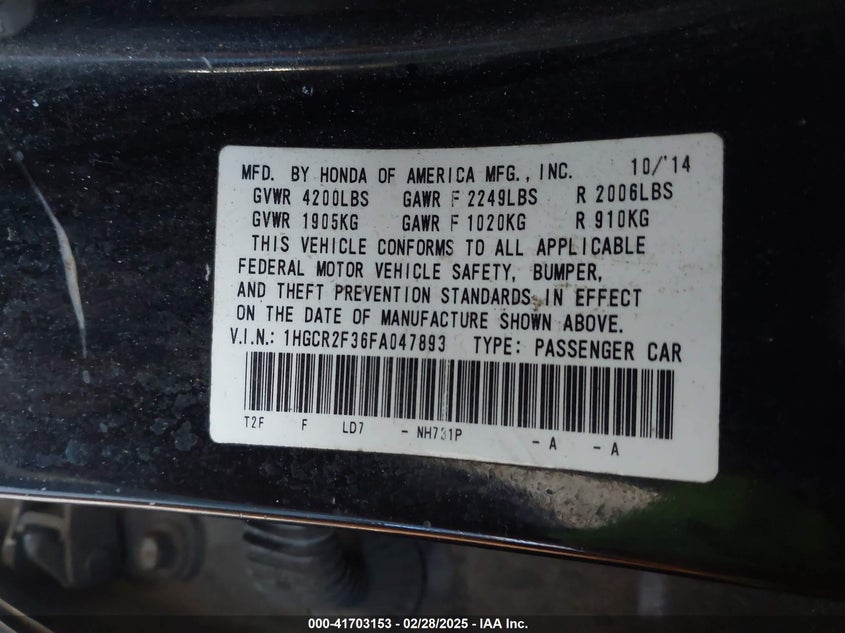 MFD. BY HONDA OF AMERICA MFG., INC. 10/'14
GVWR 4200LBS GAWR F 2249LBS R 2006LBS
GVWR 1905KG GAWR F 1020KG R 910KG
THIS VEHICLE CONFORMS TO ALL APPLICABLE
FEDERAL MOTOR VEHICLE SAFETY, BUMPER,
AND THEFT PREVENTION STANDARDS IN EFFECT
ON THE DATE OF MANUFACTURE SHOWN ABOVE.
V.I.N.: 1HGCR2F36FA047893 TYPE: PASSENGER CAR
T2F F LD7 - NH731P - A - A
000-41703153 - 02/28/2025 - IAA Inc.